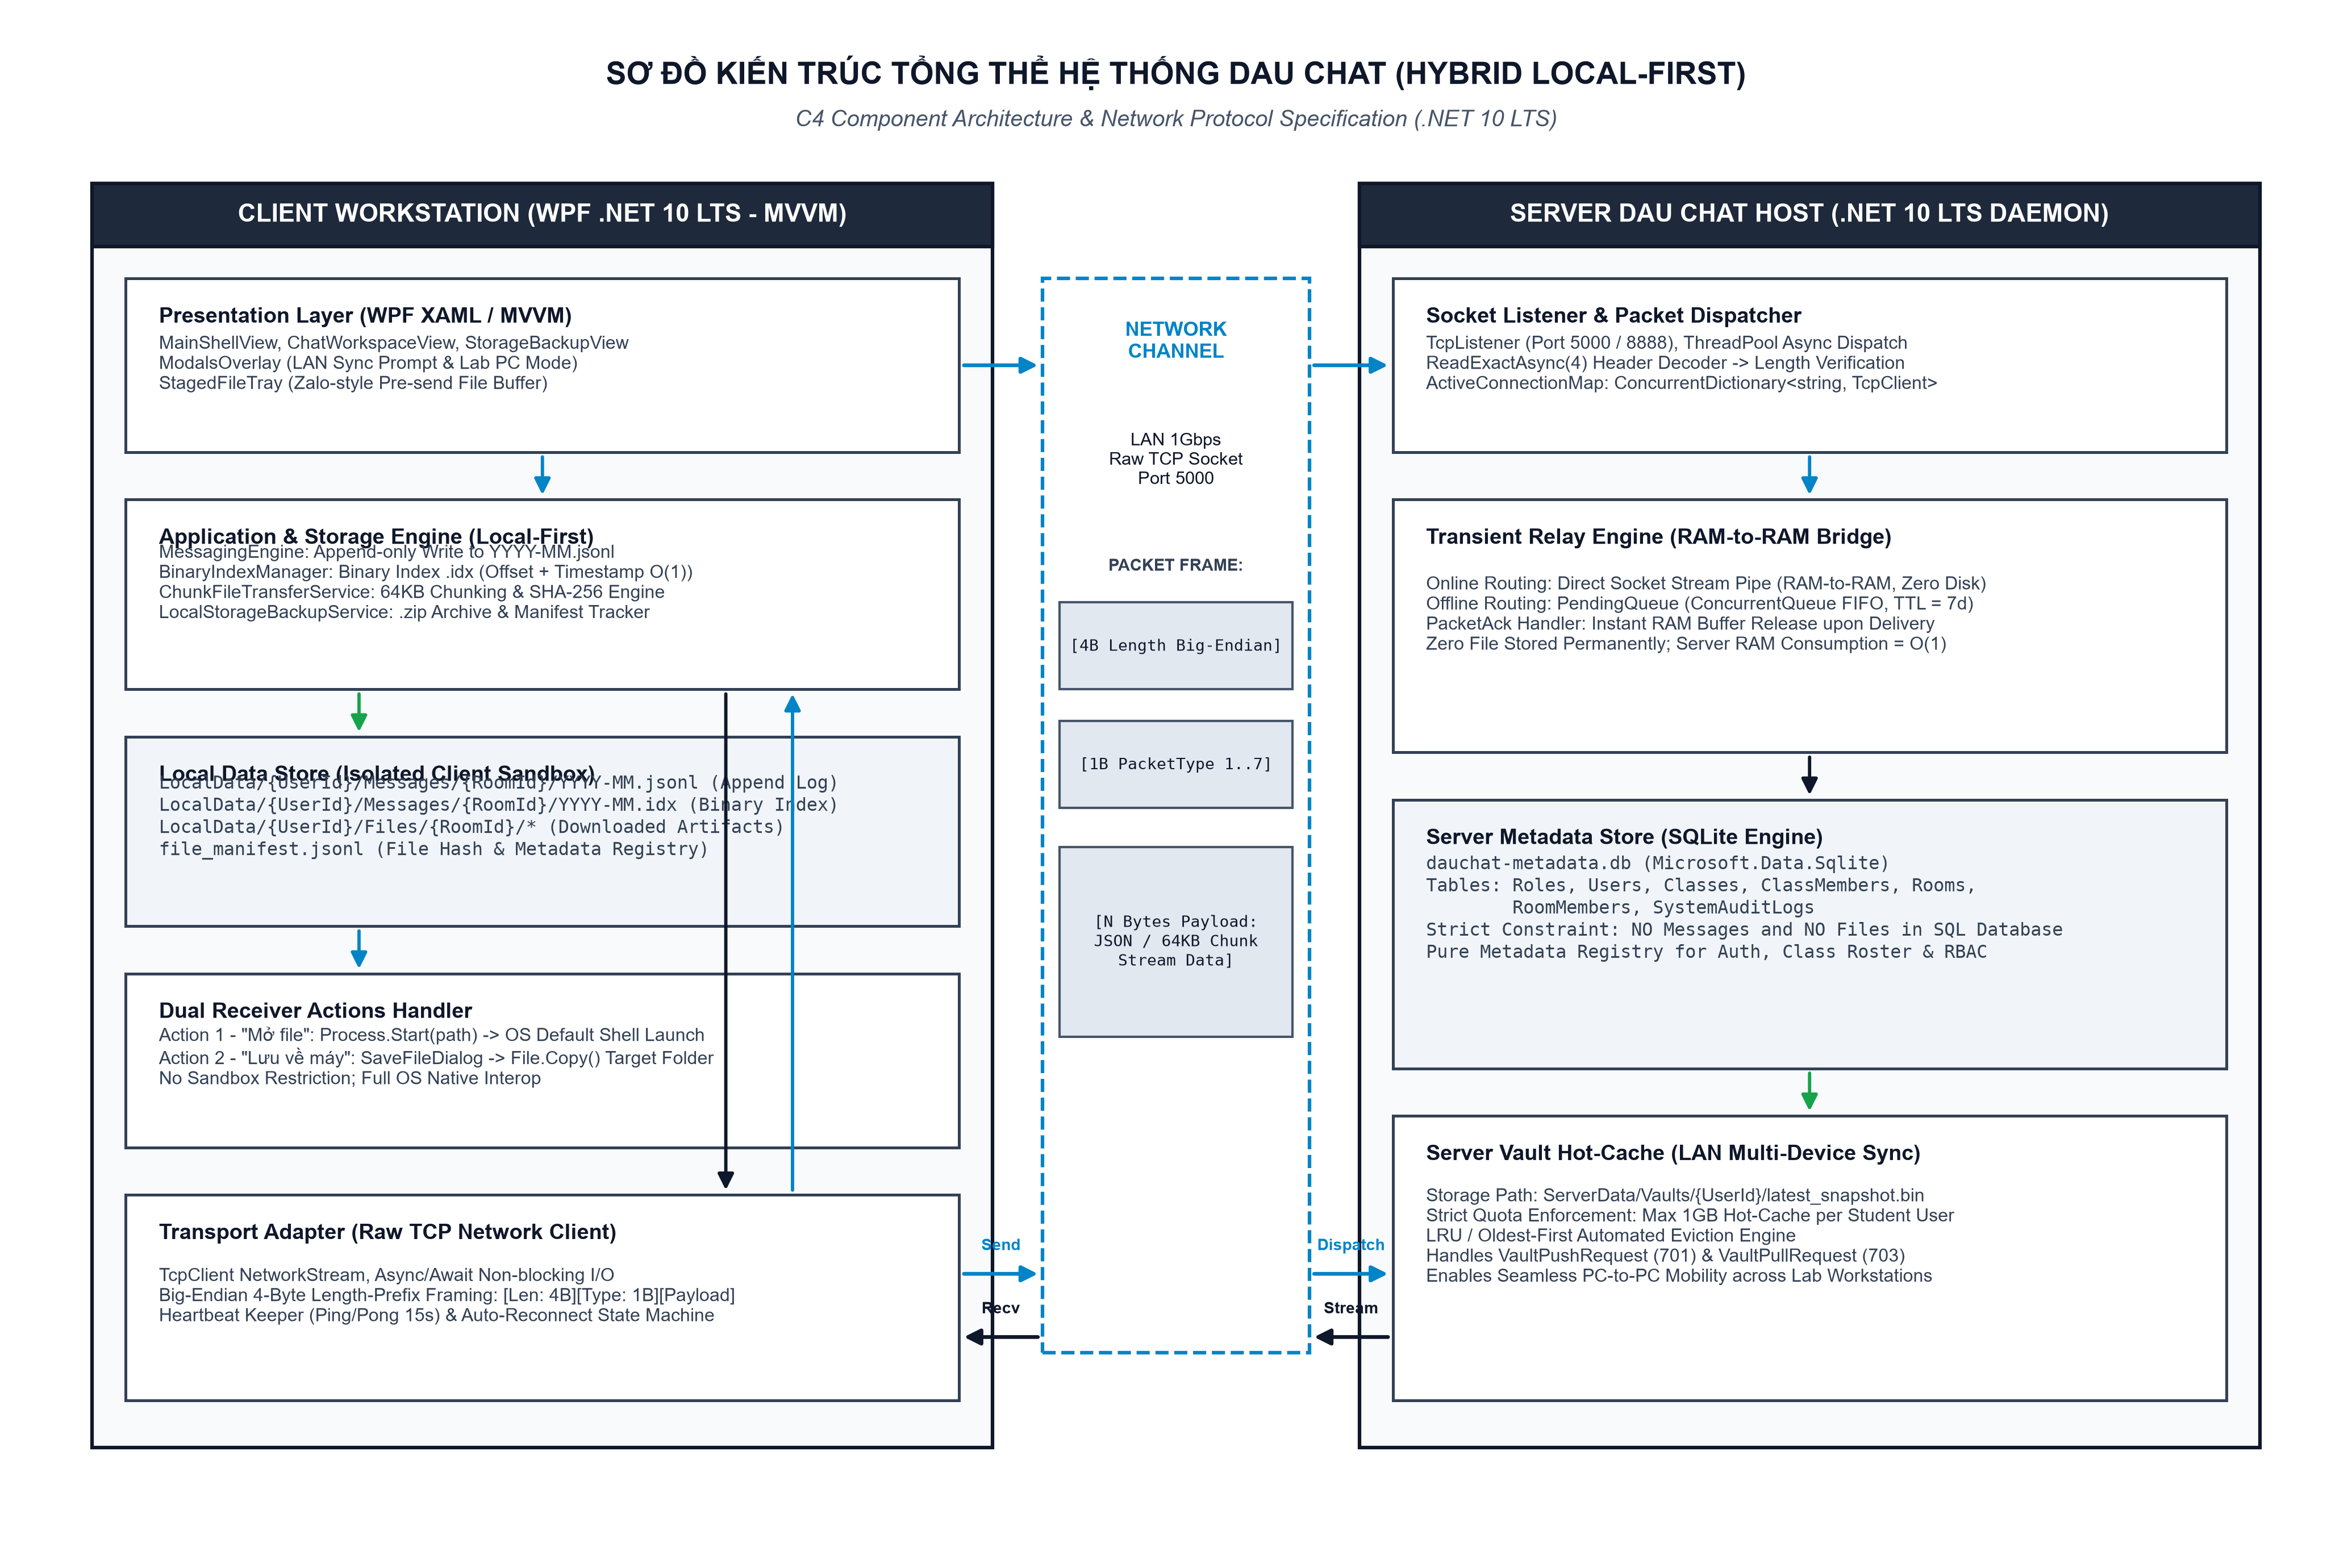 SƠ ĐỒ KIẾN TRÚC TỔNG THỂ HỆ THỐNG DAU CHAT (HYBRID LOCAL-FIRST)
C4 Component Architecture & Network Protocol Specification (.NET 10 LTS)
CLIENT WORKSTATION (WPF .NET 10 LTS - MVVM)
Presentation Layer (WPF XAML / MVVM)
MainShellView, ChatWorkspaceView, StorageBackupView
ModalsOverlay (LAN Sync Prompt & Lab PC Mode)
StagedFileTray (Zalo-style Pre-send File Buffer)
Application & Storage Engine (Local-First)
MessagingEngine: Append-only Write to YYYY-MM.jsonl
BinaryIndexManager: Binary Index .idx (Offset + Timestamp O(1))
ChunkFileTransferService: 64KB Chunking & SHA-256 Engine
LocalStorageBackupService: .zip Archive & Manifest Tracker
Local Data Store (Isolated Client Sandbox)
LocalData/{UserId}/Messages/{RoomId}/YYYY-MM.jsonl (Append Log)
LocalData/{UserId}/Messages/{RoomId}/YYYY-MM.idx (Binary Index)
LocalData/{UserId}/Files/{RoomId}/* (Downloaded Artifacts)
file_manifest.jsonl (File Hash & Metadata Registry)
Dual Receiver Actions Handler
Action 1 - "Mở file": Process.Start(path) -> OS Default Shell Launch
Action 2 - "Lưu về máy": SaveFileDialog -> File.Copy() Target Folder
No Sandbox Restriction; Full OS Native Interop
Transport Adapter (Raw TCP Network Client)
TcpClient NetworkStream, Async/Await Non-blocking I/O
Big-Endian 4-Byte Length-Prefix Framing: [Len: 4B][Type: 1B][Payload]
Heartbeat Keeper (Ping/Pong 15s) & Auto-Reconnect State Machine
Send
Recv
NETWORK
CHANNEL
LAN 1Gbps
Raw TCP Socket
Port 5000
PACKET FRAME:
[4B Length Big-Endian]
[1B PacketType 1..7]
[N Bytes Payload:
JSON / 64KB Chunk
Stream Data]
Dispatch
Stream
SERVER DAU CHAT HOST (.NET 10 LTS DAEMON)
Socket Listener & Packet Dispatcher
TcpListener (Port 5000 / 8888), ThreadPool Async Dispatch
ReadExactAsync(4) Header Decoder -> Length Verification
ActiveConnectionMap: ConcurrentDictionary<string, TcpClient>
Transient Relay Engine (RAM-to-RAM Bridge)
Online Routing: Direct Socket Stream Pipe (RAM-to-RAM, Zero Disk)
Offline Routing: PendingQueue (ConcurrentQueue FIFO, TTL = 7d)
PacketAck Handler: Instant RAM Buffer Release upon Delivery
Zero File Stored Permanently; Server RAM Consumption = O(1)
Server Metadata Store (SQLite Engine)
dauchat-metadata.db (Microsoft.Data.Sqlite)
Tables: Roles, Users, Classes, ClassMembers, Rooms,
RoomMembers, SystemAuditLogs
Strict Constraint: NO Messages and NO Files in SQL Database
Pure Metadata Registry for Auth, Class Roster & RBAC
Server Vault Hot-Cache (LAN Multi-Device Sync)
Storage Path: ServerData/Vaults/{UserId}/latest_snapshot.bin
Strict Quota Enforcement: Max 1GB Hot-Cache per Student User
LRU / Oldest-First Automated Eviction Engine
Handles VaultPushRequest (701) & VaultPullRequest (703)
Enables Seamless PC-to-PC Mobility across Lab Workstations